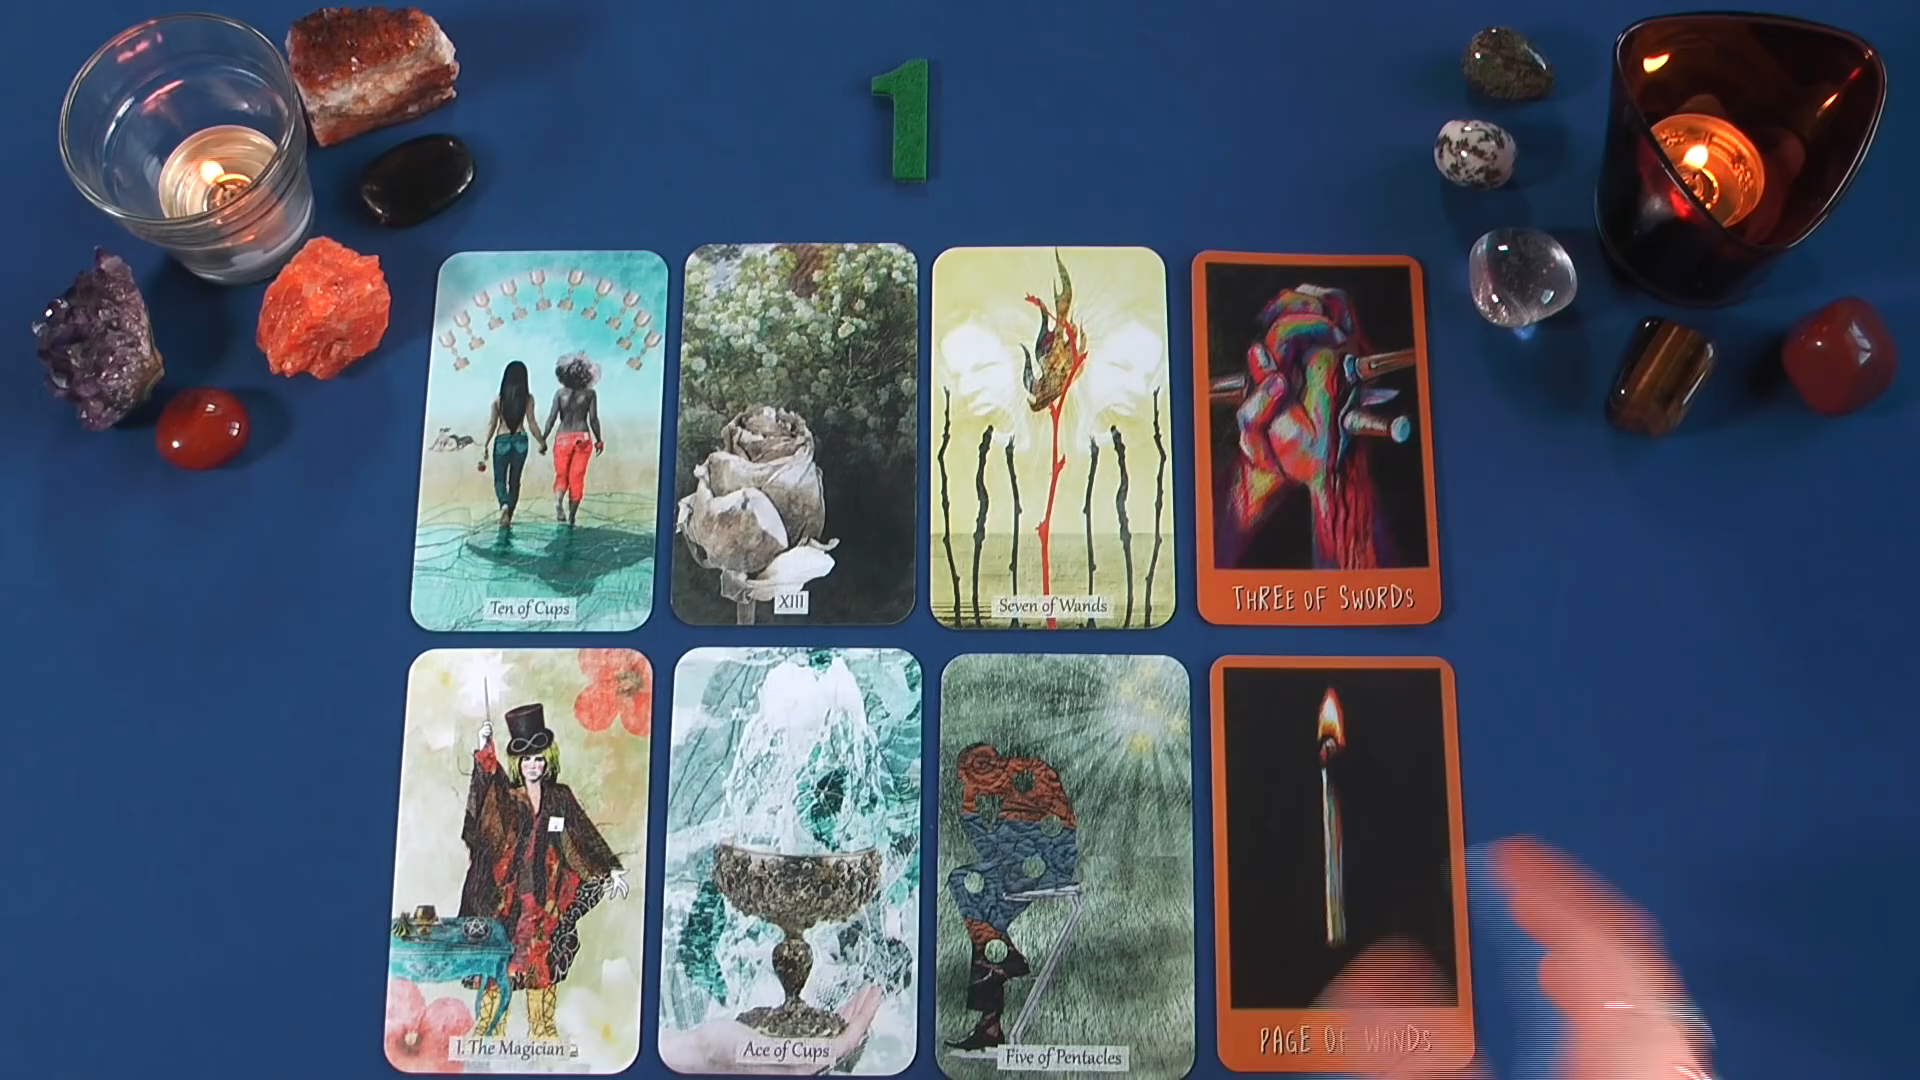 1
Ten of Cups
XIII
Seven of Wands
THREE OF SWORDS
I. The Magician
Ace of Cups
Five of Pentacles
PAGE OF WANDS